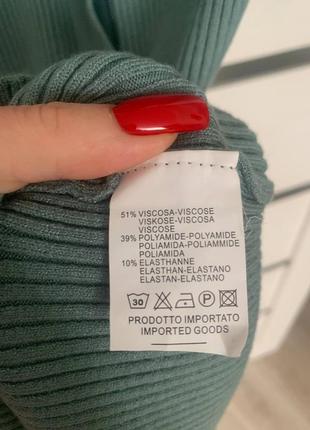 51% VISCOSA-VISCOSE
VISKOSE-VISCOSA
VISCOSE
39% POLYAMIDE-POLYAMIDE
POLIAMIDA-POLIAMMIDE
POLIAMIDA
10% ELASTHANNE
ELASTHAN-ELASTANO
ELASTAN-ELASTANO
30 P
PRODOTTO IMPORTATO
IMPORTED GOODS